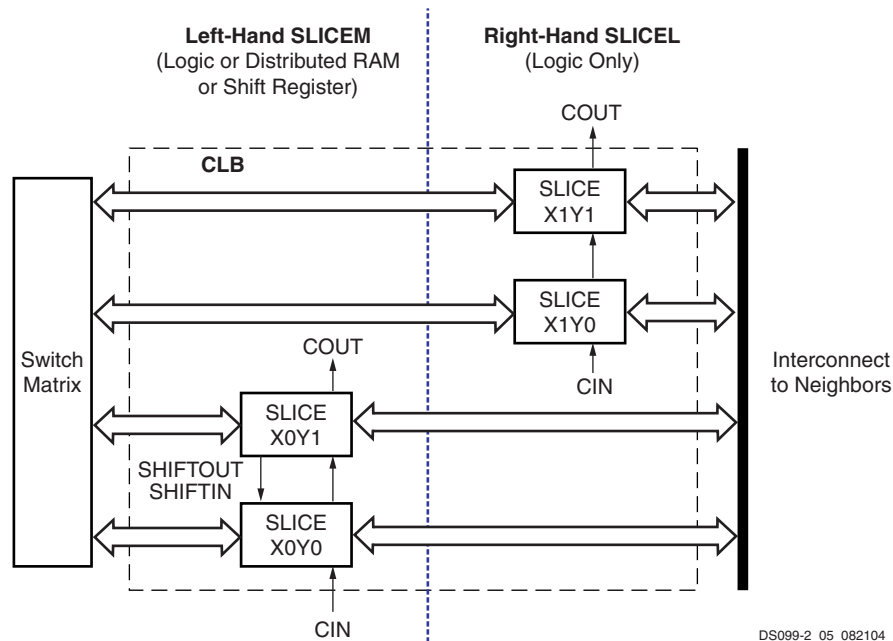 Left-Hand SLICEM
(Logic or Distributed RAM
or Shift Register)
Right-Hand SLICEL
(Logic Only)
COUT
CLB
SLICE
X1Y1
SLICE
X1Y0
COUT
Switch
Matrix
CIN
Interconnect
to Neighbors
SLICE
X0Y1
SHIFTOUT
SHIFTIN
SLICE
X0Y0
CIN
DS099-2_05_082104